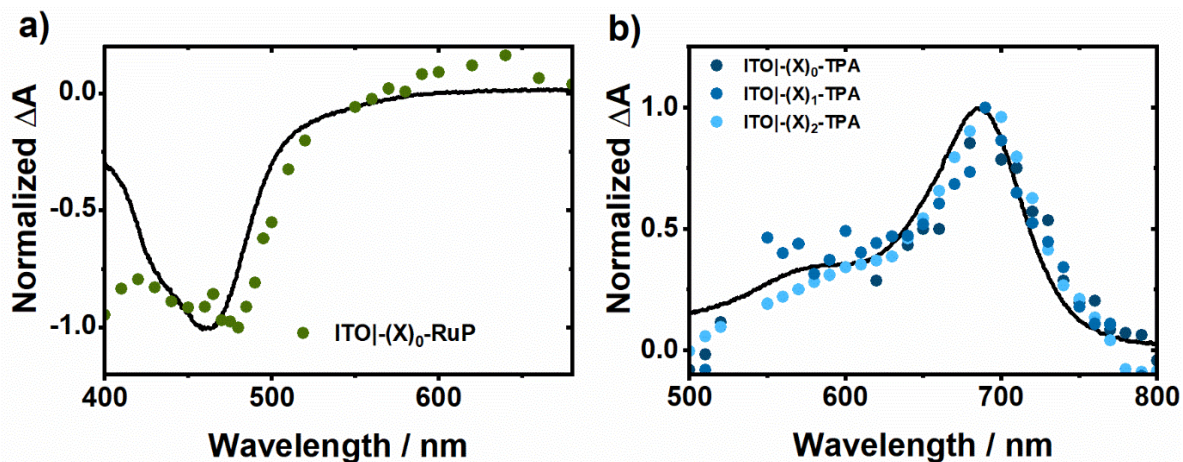 a)
Normalized ΔA
0.0
-0.5
-1.0
ITO|-(X)₀-RuP
400
500
600
Wavelength / nm
b)
Normalized ΔA
1.0
0.5
0.0
ITO|-(X)₀-TPA
ITO|-(X)₁-TPA
ITO|-(X)₂-TPA
500
600
700
800
Wavelength / nm